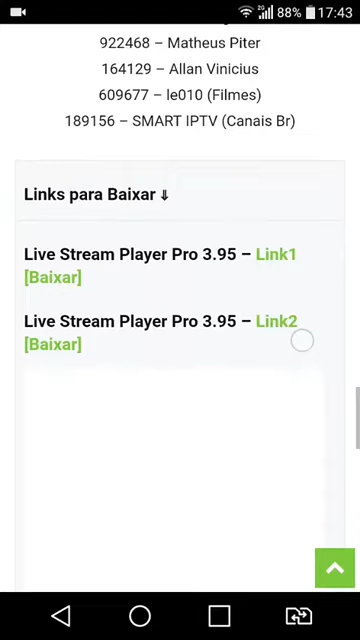 2G 88% 17:43
922468 – Matheus Piter
164129 – Allan Vinicius
609677 – le010 (Filmes)
189156 – SMART IPTV (Canais Br)
Links para Baixar ⇓
Live Stream Player Pro 3.95 – Link1
[Baixar]
Live Stream Player Pro 3.95 – Link2
[Baixar]